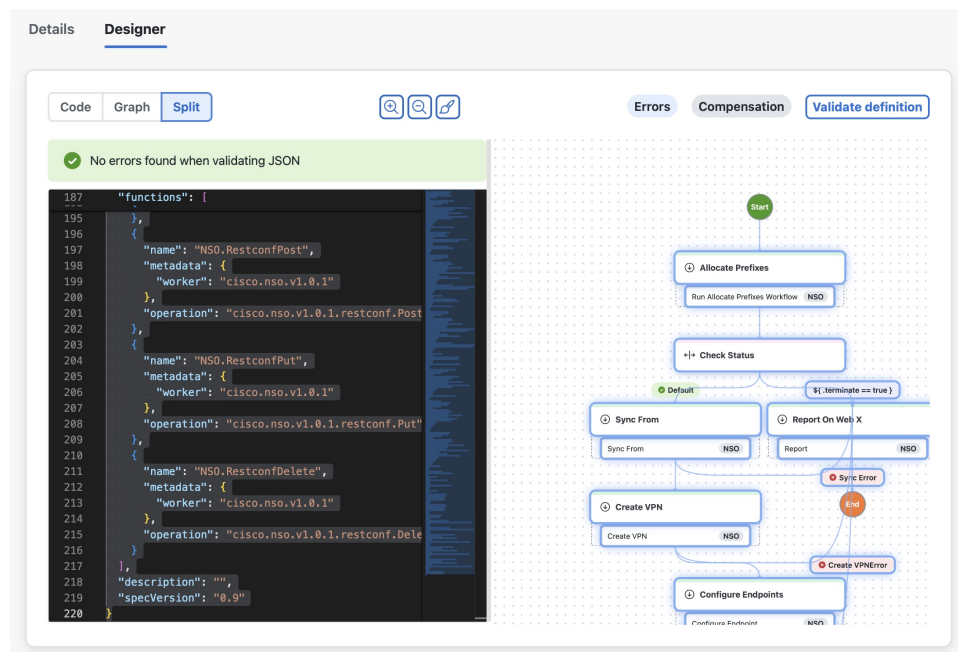 Details Designer
Code Graph Split Errors Compensation Validate definition
No errors found when validating JSON
187 "functions": [
195 },
196 {
197 "name": "NSO.RestconfPost",
198 "metadata": {
199 "worker": "cisco.nso.v1.0.1"
200 },
201 "operation": "cisco.nso.v1.0.1.restconf.Post
202 },
203 {
204 "name": "NSO.RestconfPut",
205 "metadata": {
206 "worker": "cisco.nso.v1.0.1"
207 },
208 "operation": "cisco.nso.v1.0.1.restconf.Put"
209 },
210 {
211 "name": "NSO.RestconfDelete",
212 "metadata": {
213 "worker": "cisco.nso.v1.0.1"
214 },
215 "operation": "cisco.nso.v1.0.1.restconf.Dele
216 }
217 ],
218 "description": "",
219 "specVersion": "0.9"
220 }
Start
Allocate Prefixes
Run Allocate Prefixes Workflow NSO
Check Status
Default ${ .terminate == true }
Sync From Report On Web X
Sync From NSO Report NSO
Sync Error
End
Create VPN
Create VPN NSO
Create VPNError
Configure Endpoints
Configure Endpoint NSO